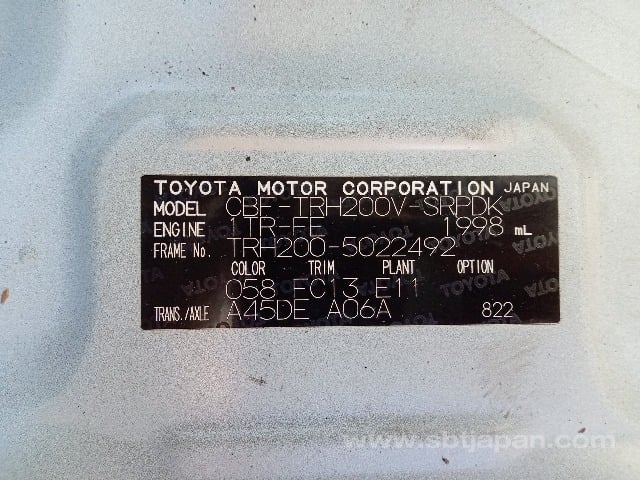 TOYOTA MOTOR CORPORATION JAPAN
MODEL CBF-TRH200V-SRPDK
ENGINE 1TR-FE 1998 mL
FRAME No. TRH200-5022492
COLOR TRIM PLANT OPTION
058 FC13 E11
TRANS./AXLE A45DE A06A 822
www.sbtjapan.com